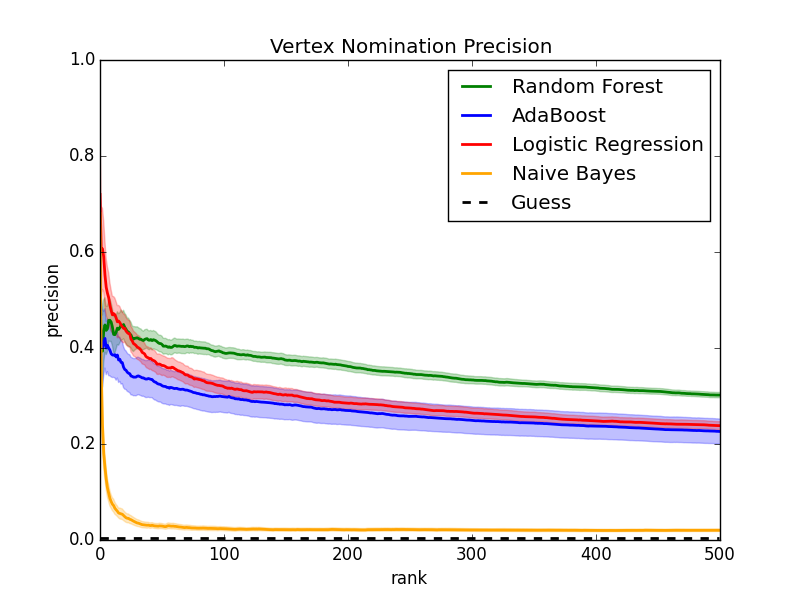 Vertex Nomination Precision
1.0
0.8
0.6
0.4
0.2
0.0
precision
Random Forest
AdaBoost
Logistic Regression
Naive Bayes
Guess
0 100 200 300 400 500
rank